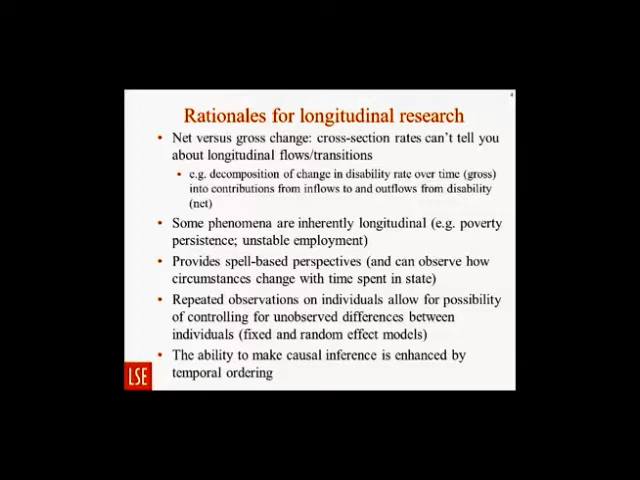 Rationales for longitudinal research
• Net versus gross change: cross-section rates can't tell you
about longitudinal flows/transitions
• e.g. decomposition of change in disability rate over time (gross)
into contributions from inflows to and outflows from disability
(net)
• Some phenomena are inherently longitudinal (e.g. poverty
persistence; unstable employment)
• Provides spell-based perspectives (and can observe how
circumstances change with time spent in state)
• Repeated observations on individuals allow for possibility
of controlling for unobserved differences between
individuals (fixed and random effect models)
• The ability to make causal inference is enhanced by
temporal ordering
LSE